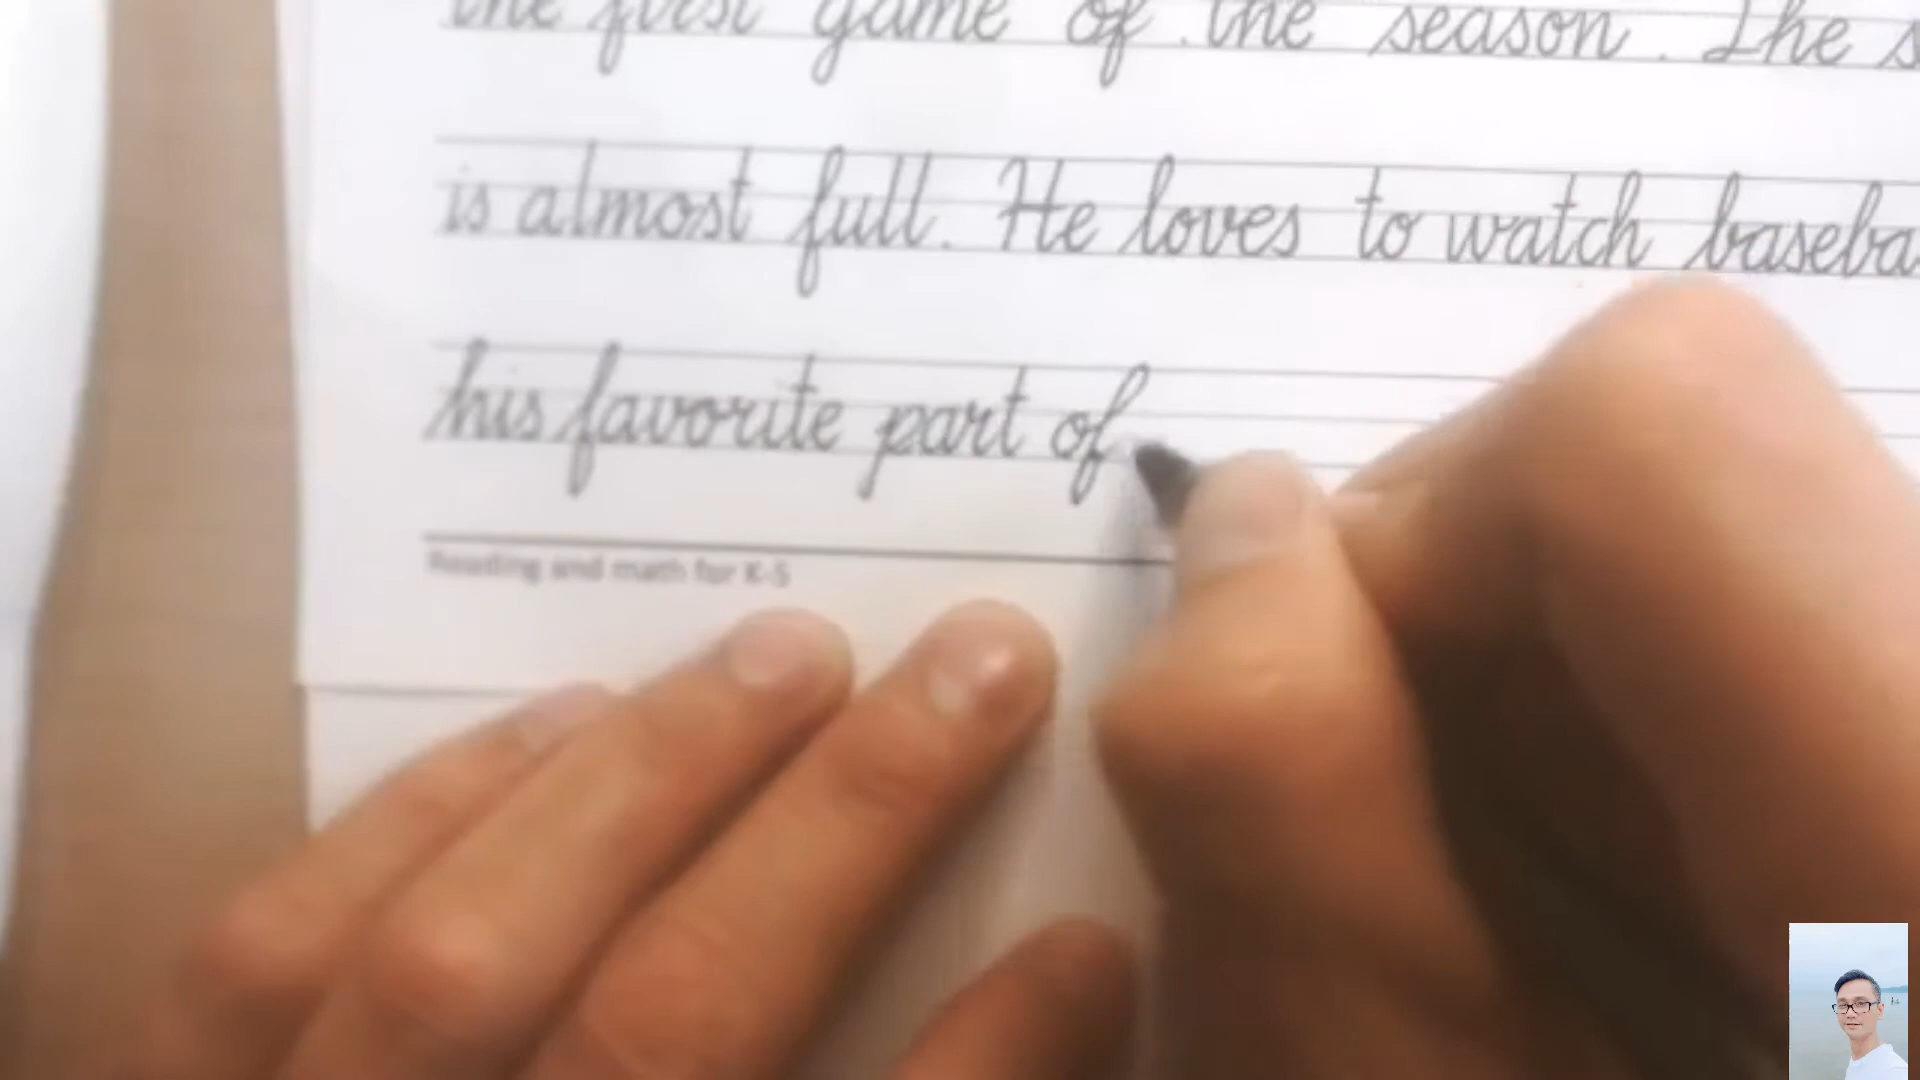 the first game of the season. The s
is almost full. He loves to watch baseba
his favorite part of
Reading and math for K-5